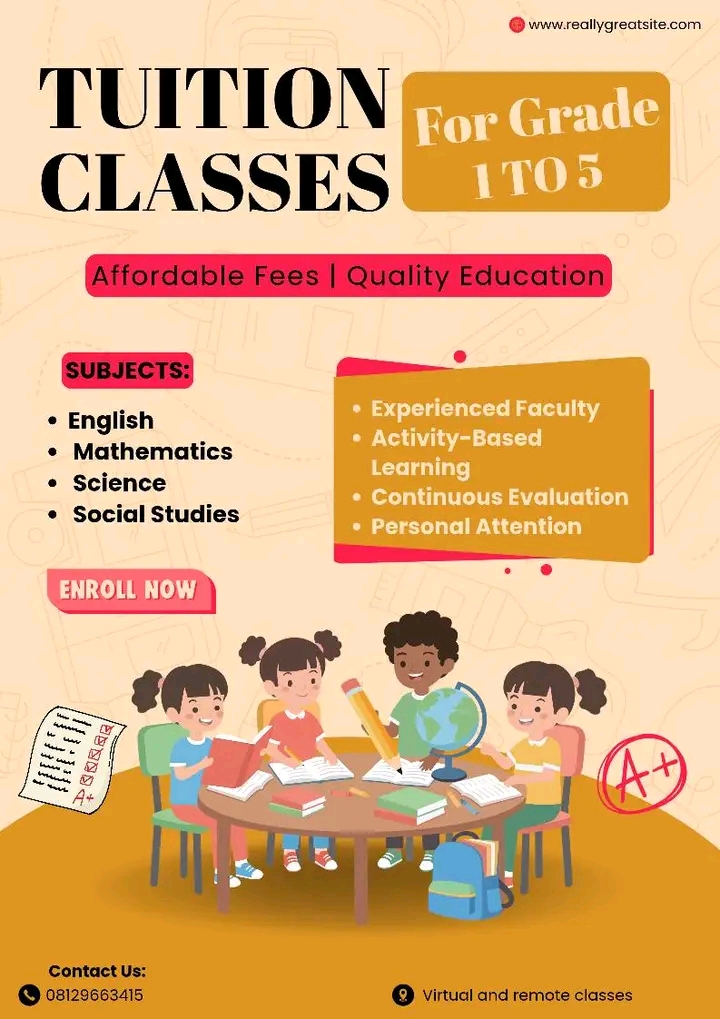 www.reallygreatsite.com
TUITION
CLASSES
For Grade
1 TO 5
Affordable Fees | Quality Education
SUBJECTS:
• English
• Mathematics
• Science
• Social Studies
• Experienced Faculty
• Activity-Based
Learning
• Continuous Evaluation
• Personal Attention
ENROLL NOW
A+
A+
Contact Us:
08129663415
Virtual and remote classes